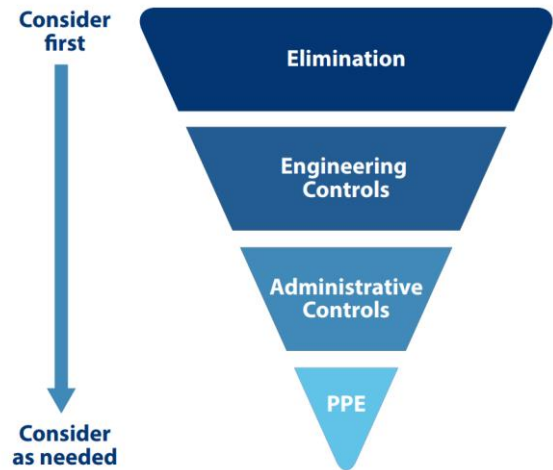 Consider
first
Elimination
Engineering
Controls
Administrative
Controls
PPE
Consider
as needed